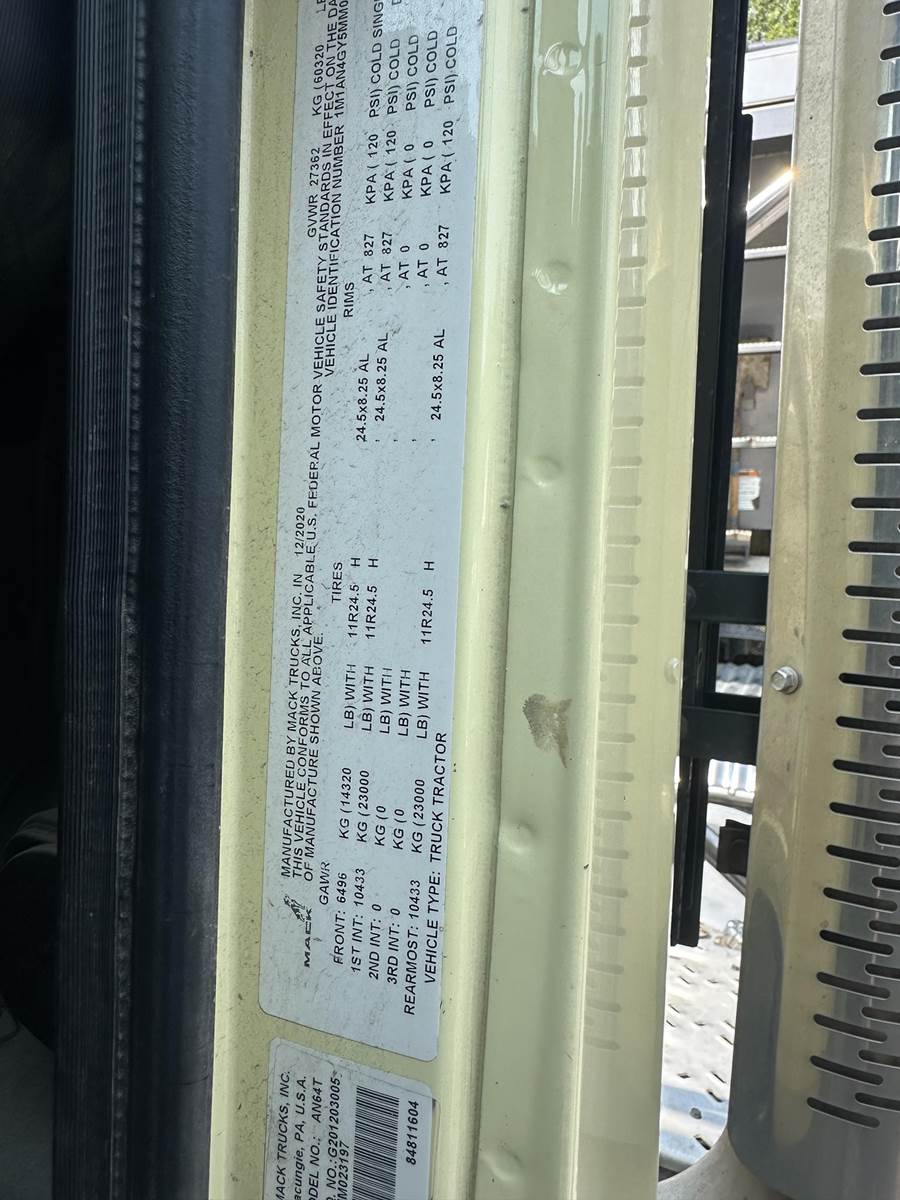 MACK
MANUFACTURED BY MACK TRUCKS, INC. IN 12/2020 GVWR 27362 KG (60320
THIS VEHICLE CONFORMS TO ALL APPLICABLE U.S. FEDERAL MOTOR VEHICLE SAFETY STANDARDS IN EFFECT ON THE
OF MANUFACTURE SHOWN ABOVE. VEHICLE IDENTIFICATION NUMBER 1M1AN4GY5MM0
GAWR TIRES RIMS
FRONT: 6496 KG (14320 LB) WITH 11R24.5 H , 24.5x8.25 AL , AT 827 KPA ( 120 PSI) COLD
1ST INT: 10433 KG (23000 LB) WITH 11R24.5 H , 24.5x8.25 AL , AT 827 KPA ( 120 PSI) COLD
2ND INT: 0 KG (0 LB) WITH , , AT 0 KPA ( 0 PSI) COLD
3RD INT: 0 KG (0 LB) WITH , , AT 0 KPA ( 0 PSI) COLD
REARMOST: 10433 KG (23000 LB) WITH 11R24.5 H , 24.5x8.25 AL , AT 827 KPA ( 120 PSI) COLD
VEHICLE TYPE: TRUCK TRACTOR
MACK TRUCKS, INC.
PA, U.S.A.
NO.: AN64T
NO.:G201203005
M023197
84811604